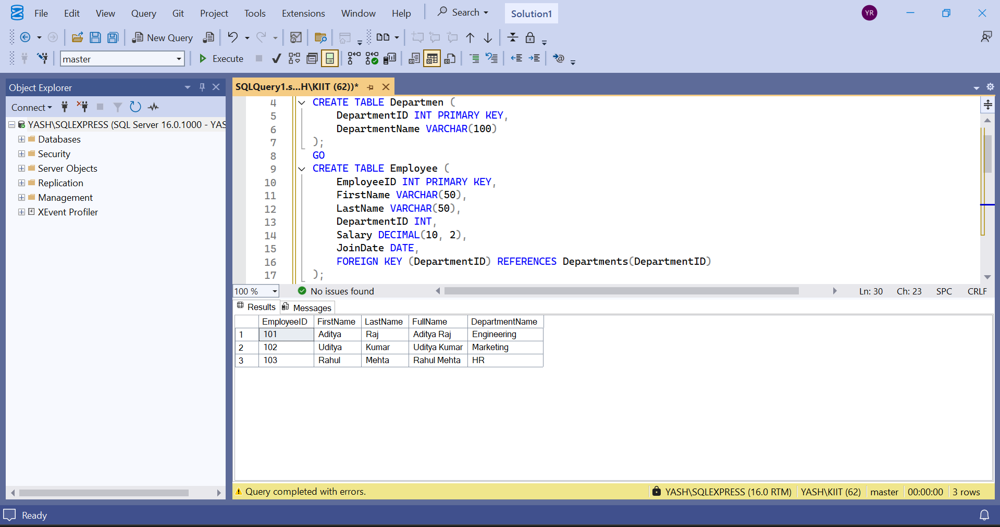 File Edit View Query Git Project Tools Extensions Window Help Search Solution1 YR
New Query
master Execute
Object Explorer
Connect
YASH\SQLEXPRESS (SQL Server 16.0.1000 - YAS
Databases
Security
Server Objects
Replication
Management
XEvent Profiler
SQLQuery1.s...H\KIIT (62))*
4 CREATE TABLE Departmen (
5 DepartmentID INT PRIMARY KEY,
6 DepartmentName VARCHAR(100)
7 );
8 GO
9 CREATE TABLE Employee (
10 EmployeeID INT PRIMARY KEY,
11 FirstName VARCHAR(50),
12 LastName VARCHAR(50),
13 DepartmentID INT,
14 Salary DECIMAL(10, 2),
15 JoinDate DATE,
16 FOREIGN KEY (DepartmentID) REFERENCES Departments(DepartmentID)
17 );
100 % No issues found Ln: 30 Ch: 23 SPC CRLF
Results Messages
EmployeeID FirstName LastName FullName DepartmentName
1 101 Aditya Raj Aditya Raj Engineering
2 102 Uditya Kumar Uditya Kumar Marketing
3 103 Rahul Mehta Rahul Mehta HR
Query completed with errors. YASH\SQLEXPRESS (16.0 RTM) YASH\KIIT (62) master 00:00:00 3 rows
Ready